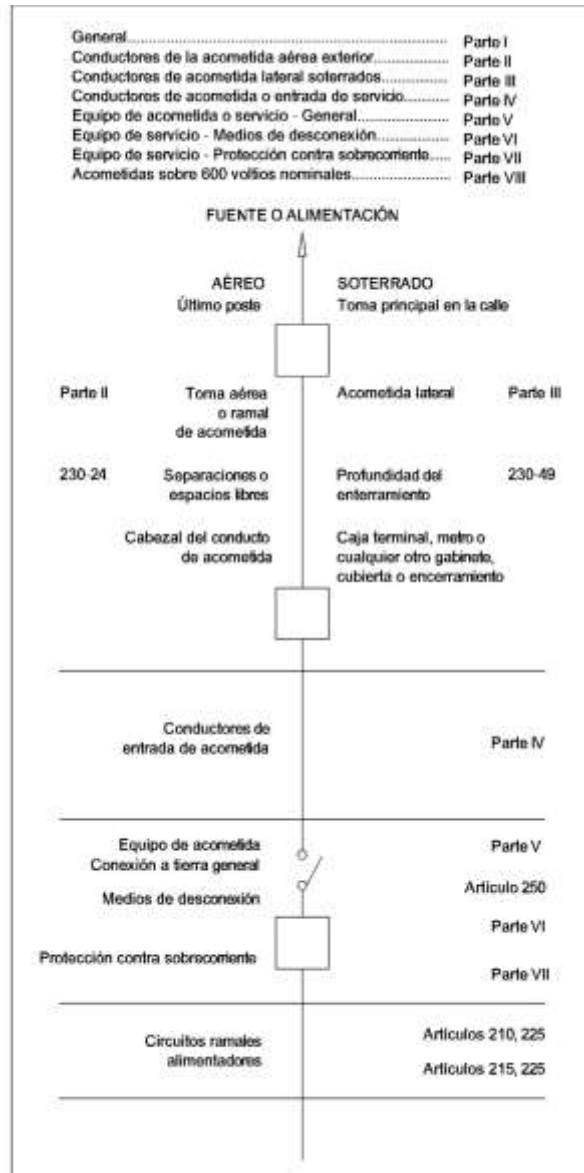 General.......................................................................... Parte I
Conductores de la acometida aérea exterior.................. Parte II
Conductores de acometida lateral soterrados................ Parte III
Conductores de acometida o entrada de servicio.......... Parte IV
Equipo de acometida o servicio - General..................... Parte V
Equipo de servicio - Medios de desconexión................ Parte VI
Equipo de servicio - Protección contra sobrecorriente..... Parte VII
Acometidas sobre 600 voltios nominales....................... Parte VIII
FUENTE O ALIMENTACIÓN
AÉREO SOTERRADO
Último poste Toma principal en la calle
Parte II Toma aérea Acometida lateral Parte III
o ramal
de acometida
230-24 Separaciones o Profundidad del 230-49
espacios libres enterramiento
Cabezal del conducto Caja terminal, metro o
de acometida cualquier otro gabinete,
cubierta o encerramiento
Conductores de
entrada de acometida Parte IV
Equipo de acometida Parte V
Conexión a tierra general
Medios de desconexión Artículo 250
Parte VI
Protección contra sobrecorriente
Parte VII
Circuitos ramales Artículos 210, 225
alimentadores
Artículos 215, 225